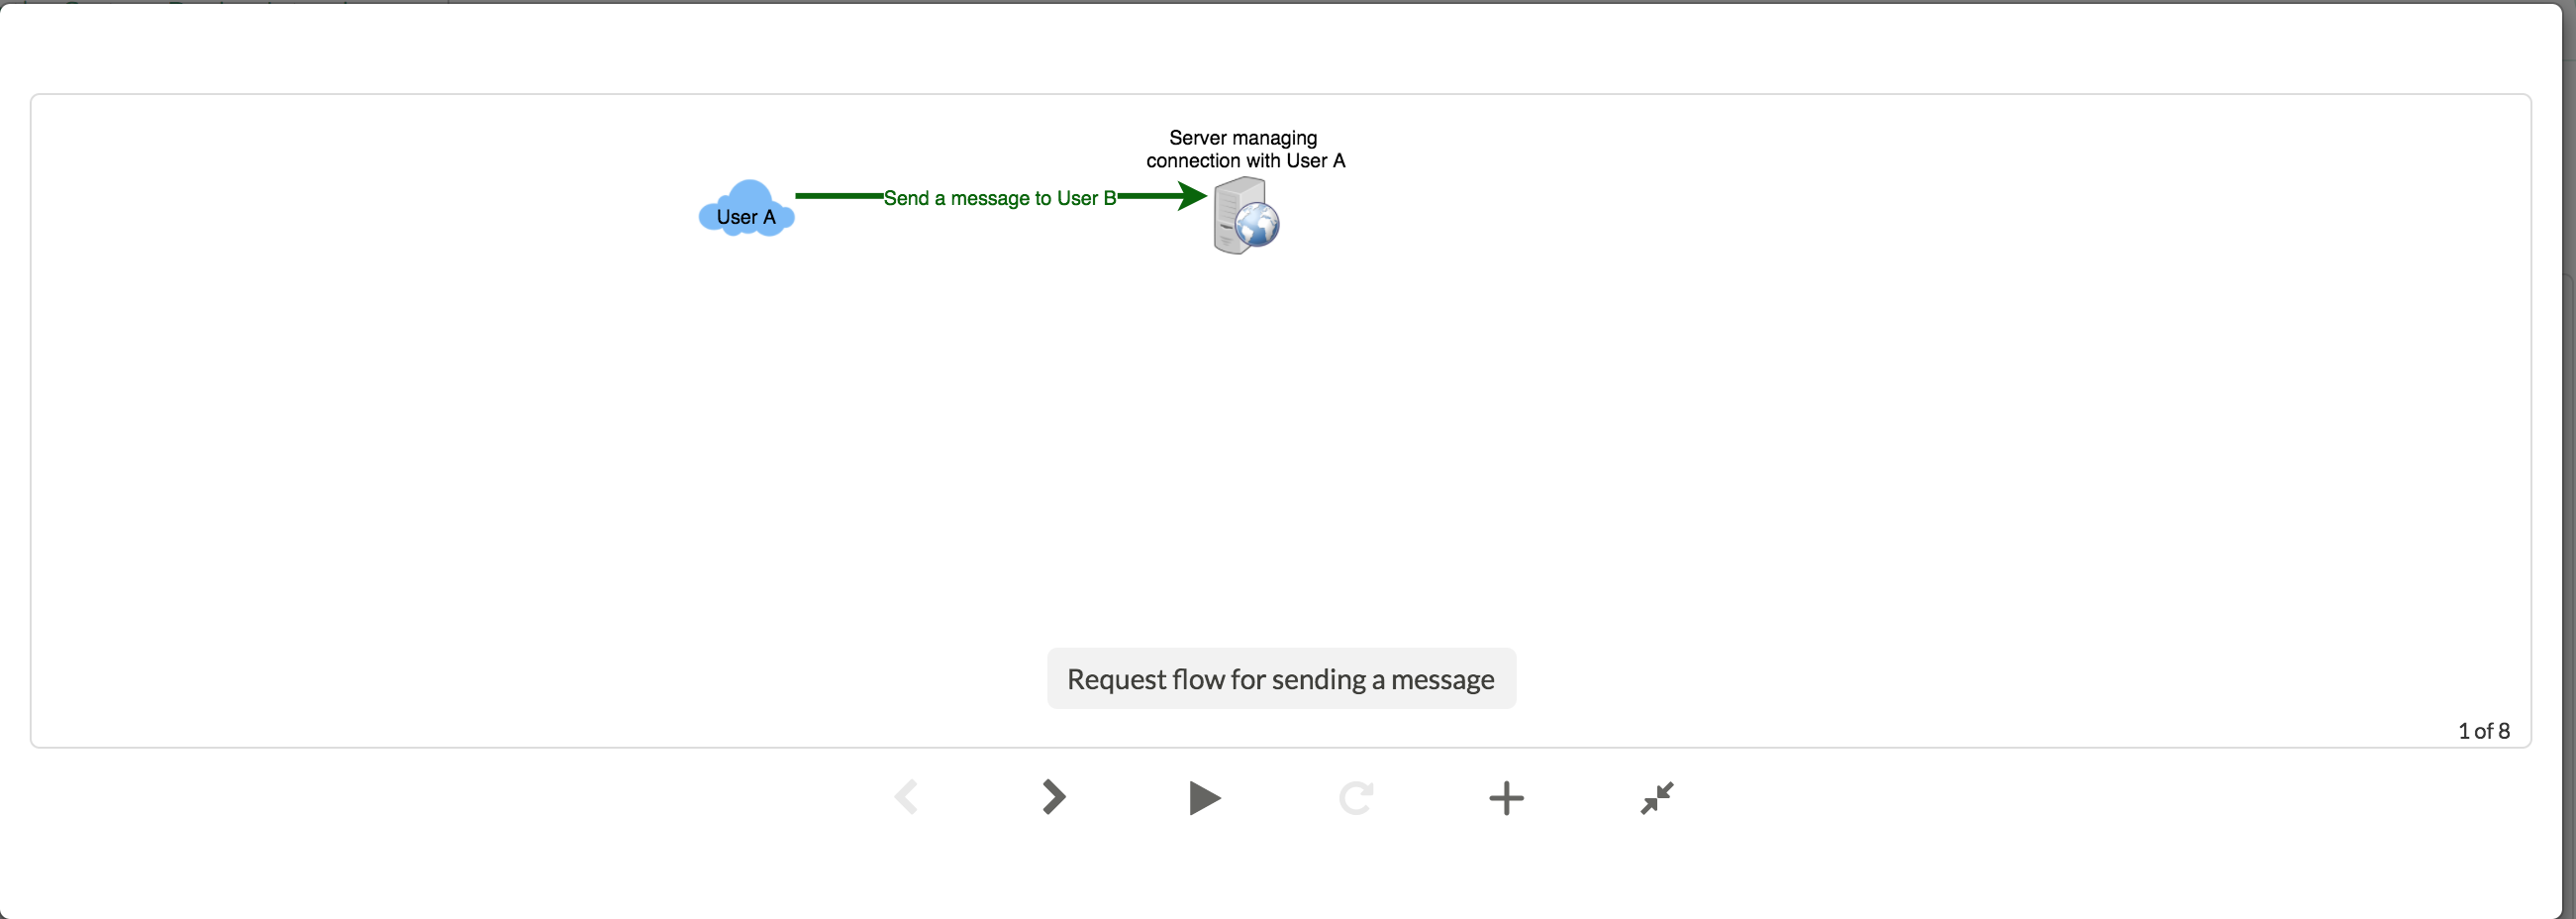 Server managing
connection with User A
User A
Send a message to User B
Request flow for sending a message
1 of 8